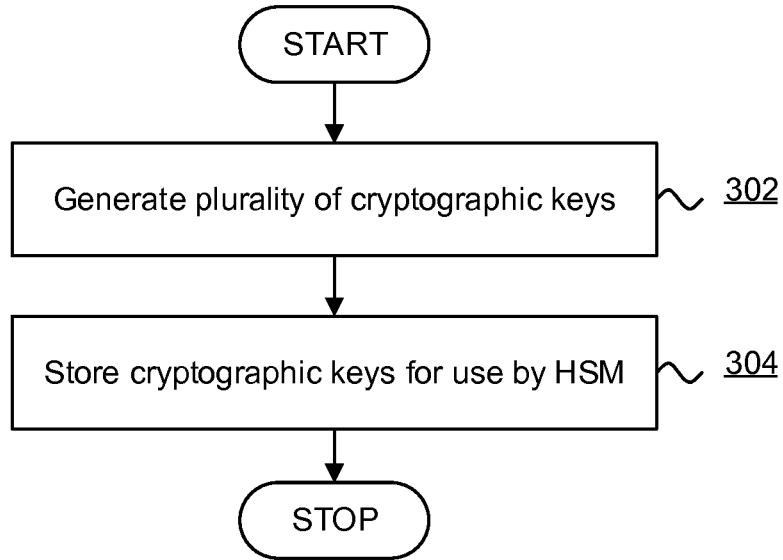 START
Generate plurality of cryptographic keys
302
Store cryptographic keys for use by HSM
304
STOP